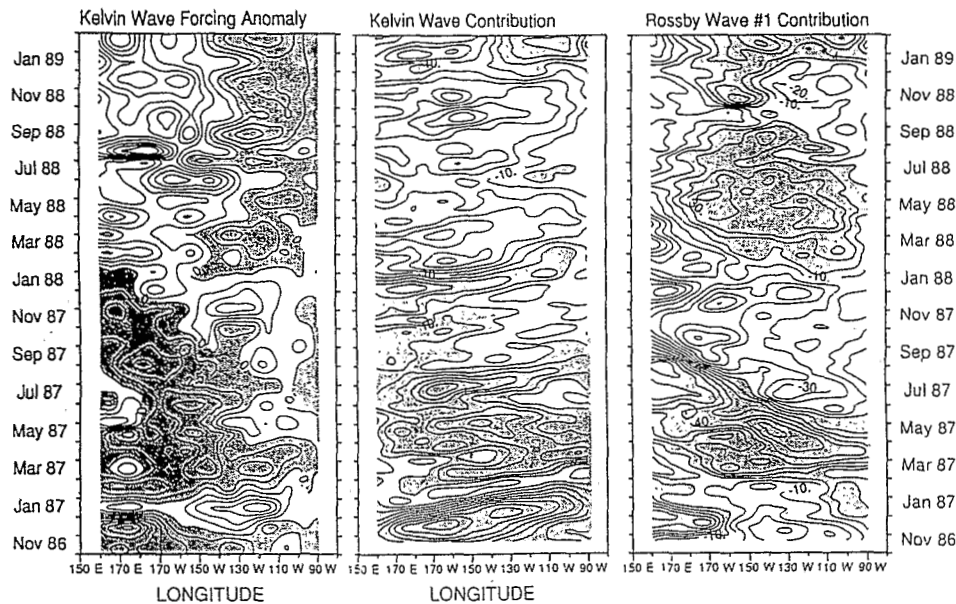 Kelvin Wave Forcing Anomaly
Kelvin Wave Contribution
Rossby Wave #1 Contribution
Jan 89
Nov 88
Sep 88
Jul 88
May 88
Mar 88
Jan 88
Nov 87
Sep 87
Jul 87
May 87
Mar 87
Jan 87
Nov 86
-10.
-10.
-20
-10.
-10
-30
-10.
Jan 89
Nov 88
Sep 88
Jul 88
May 88
Mar 88
Jan 88
Nov 87
Sep 87
Jul 87
May 87
Mar 87
Jan 87
Nov 86
150 E 170 E 170 W 150 W 130 W 110 W 90 W
150 E 170 E 170 W 150 W 130 W 110 W 90 W
150 E 170 E 170 W 150 W 130 W 110 W 90 W
LONGITUDE
LONGITUDE